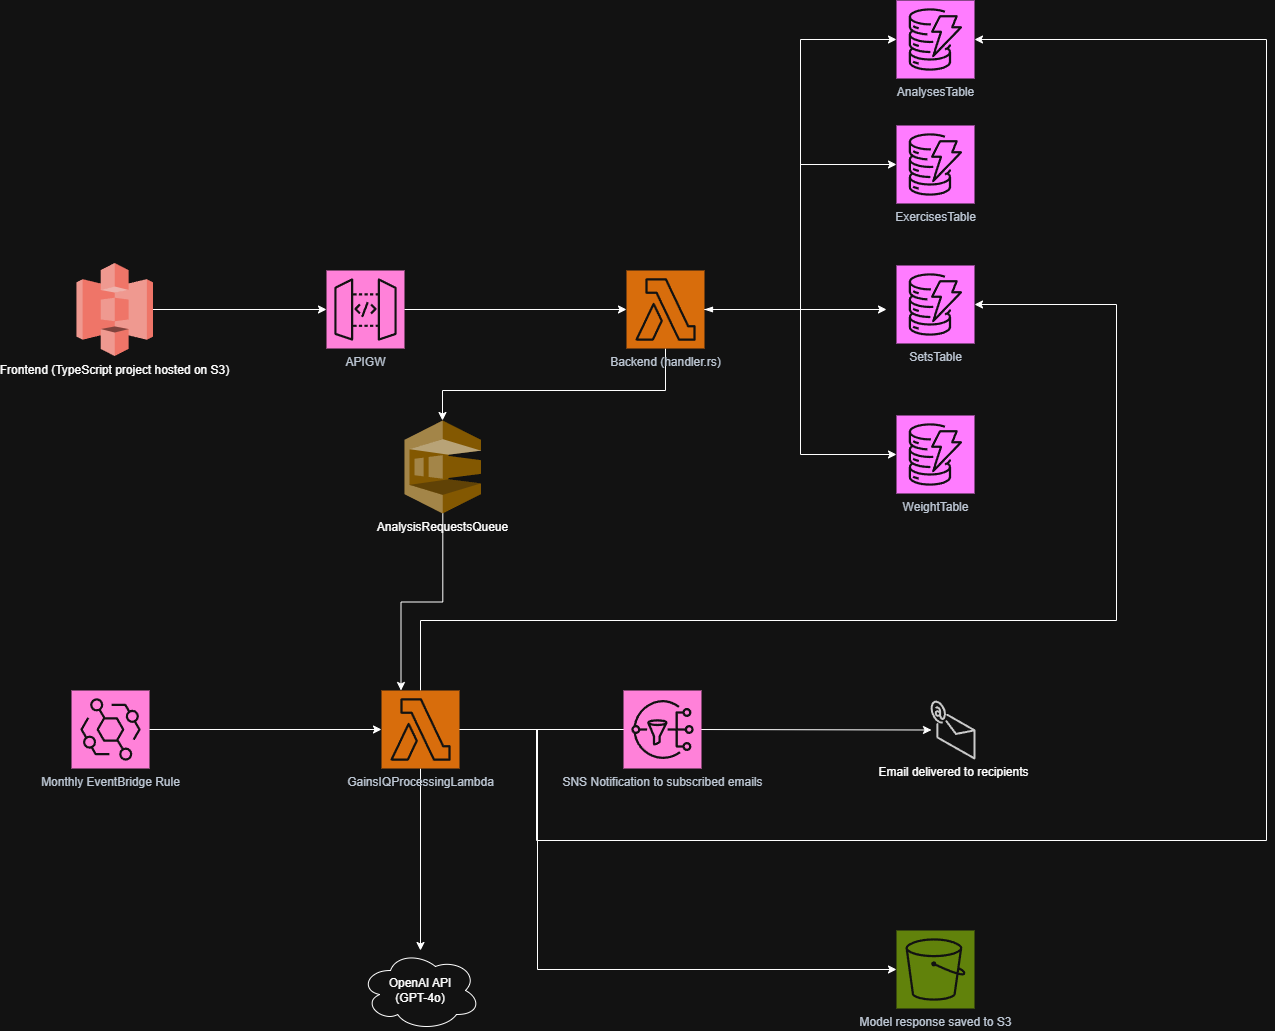 AnalysesTable
ExercisesTable
Frontend (TypeScript project hosted on S3)
APIGW
Backend (handler.rs)
SetsTable
AnalysisRequestsQueue
WeightTable
Monthly EventBridge Rule
GainsIQProcessingLambda
SNS Notification to subscribed emails
Email delivered to recipients
OpenAI API
(GPT-4o)
Model response saved to S3